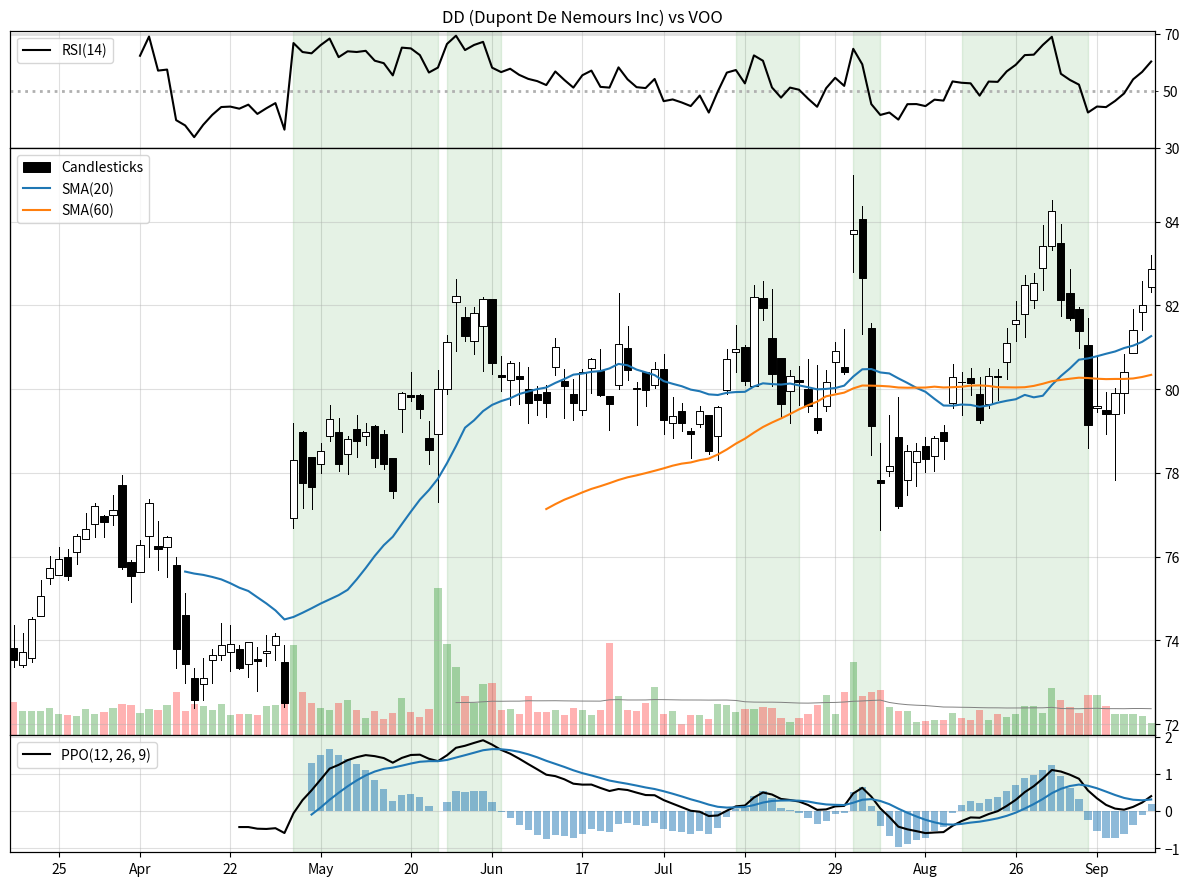 DD (Dupont De Nemours Inc) vs VOO
RSI(14)
70
50
30
Candlesticks
SMA(20)
SMA(60)
84
82
80
78
76
74
72
PPO(12, 26, 9)
2
1
0
−1
25 Apr 22 May 20 Jun 17 Jul 15 29 Aug 26 Sep